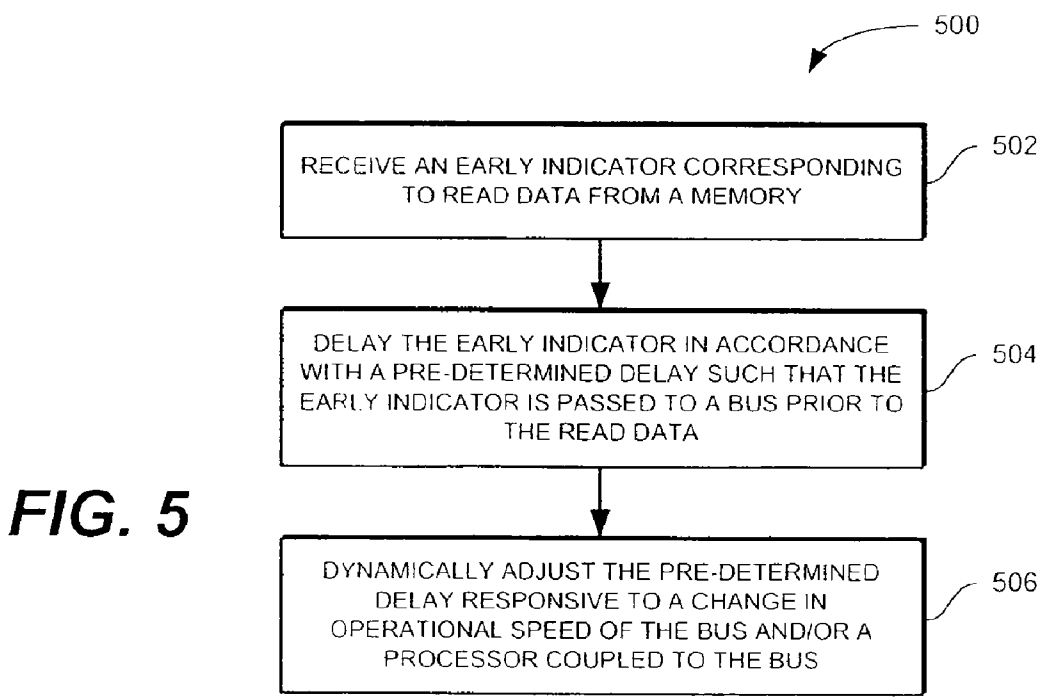 500
RECEIVE AN EARLY INDICATOR CORRESPONDING
TO READ DATA FROM A MEMORY
502
DELAY THE EARLY INDICATOR IN ACCORDANCE
WITH A PRE-DETERMINED DELAY SUCH THAT THE
EARLY INDICATOR IS PASSED TO A BUS PRIOR TO
THE READ DATA
504
FIG. 5
DYNAMICALLY ADJUST THE PRE-DETERMINED
DELAY RESPONSIVE TO A CHANGE IN
OPERATIONAL SPEED OF THE BUS AND/OR A
PROCESSOR COUPLED TO THE BUS
506